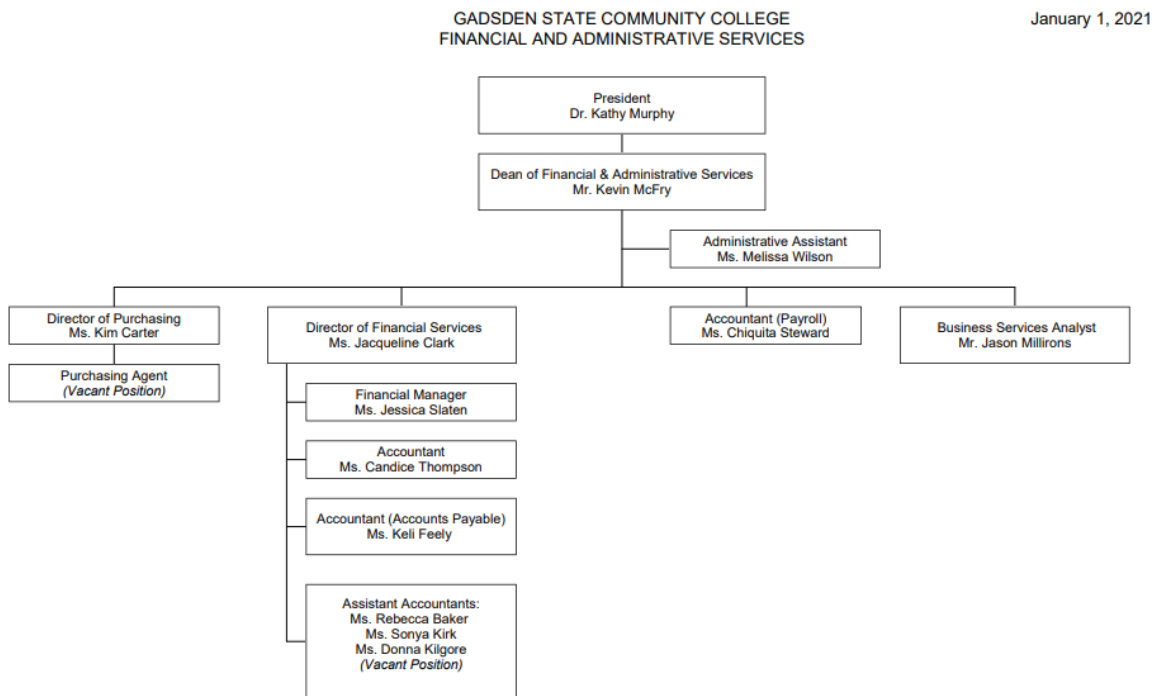 GADSDEN STATE COMMUNITY COLLEGE
FINANCIAL AND ADMINISTRATIVE SERVICES
January 1, 2021
President
Dr. Kathy Murphy
Dean of Financial & Administrative Services
Mr. Kevin McFry
Administrative Assistant
Ms. Melissa Wilson
Director of Purchasing
Ms. Kim Carter
Purchasing Agent
(Vacant Position)
Director of Financial Services
Ms. Jacqueline Clark
Financial Manager
Ms. Jessica Slaten
Accountant
Ms. Candice Thompson
Accountant (Accounts Payable)
Ms. Keli Feely
Assistant Accountants:
Ms. Rebecca Baker
Ms. Sonya Kirk
Ms. Donna Kilgore
(Vacant Position)
Accountant (Payroll)
Ms. Chiquita Steward
Business Services Analyst
Mr. Jason Millirons